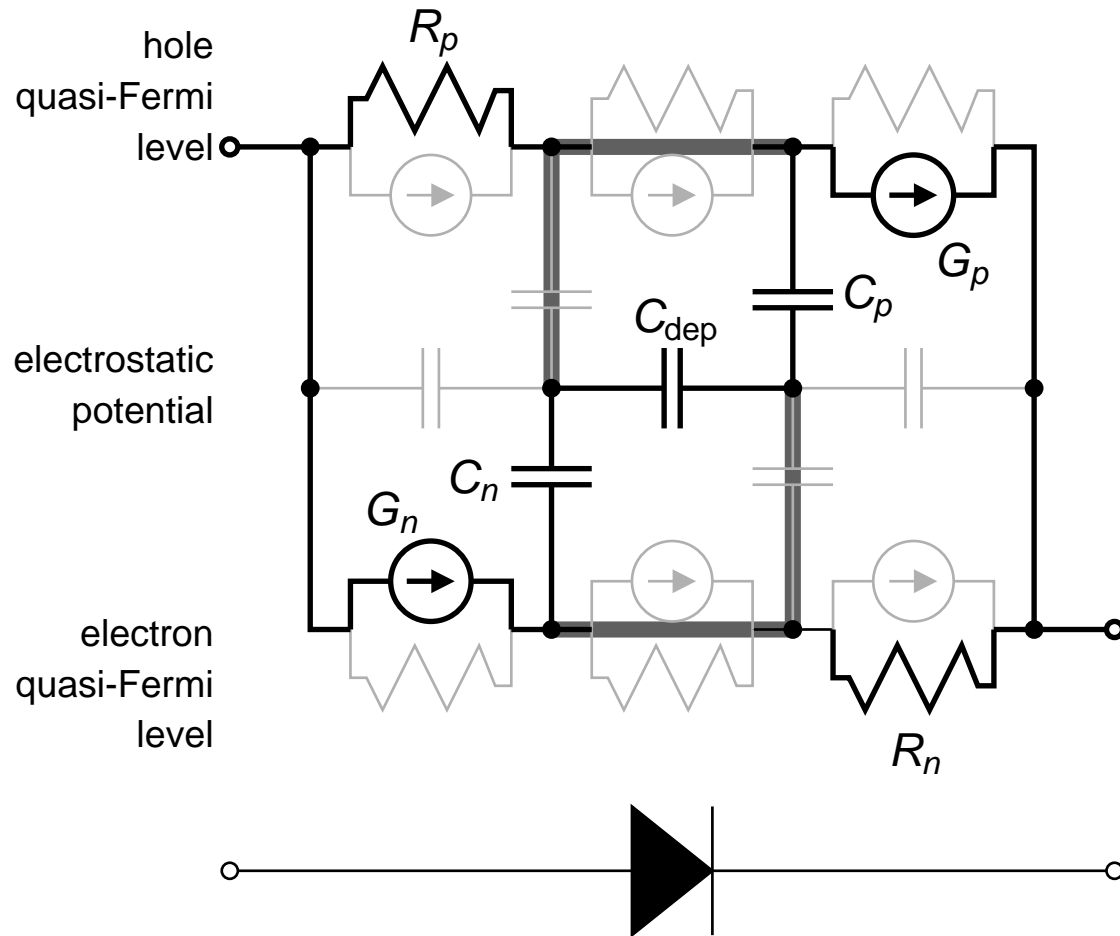 R_p
hole
quasi-Fermi
level
G_p
C_p
C_dep
electrostatic
potential
C_n
G_n
electron
quasi-Fermi
level
R_n